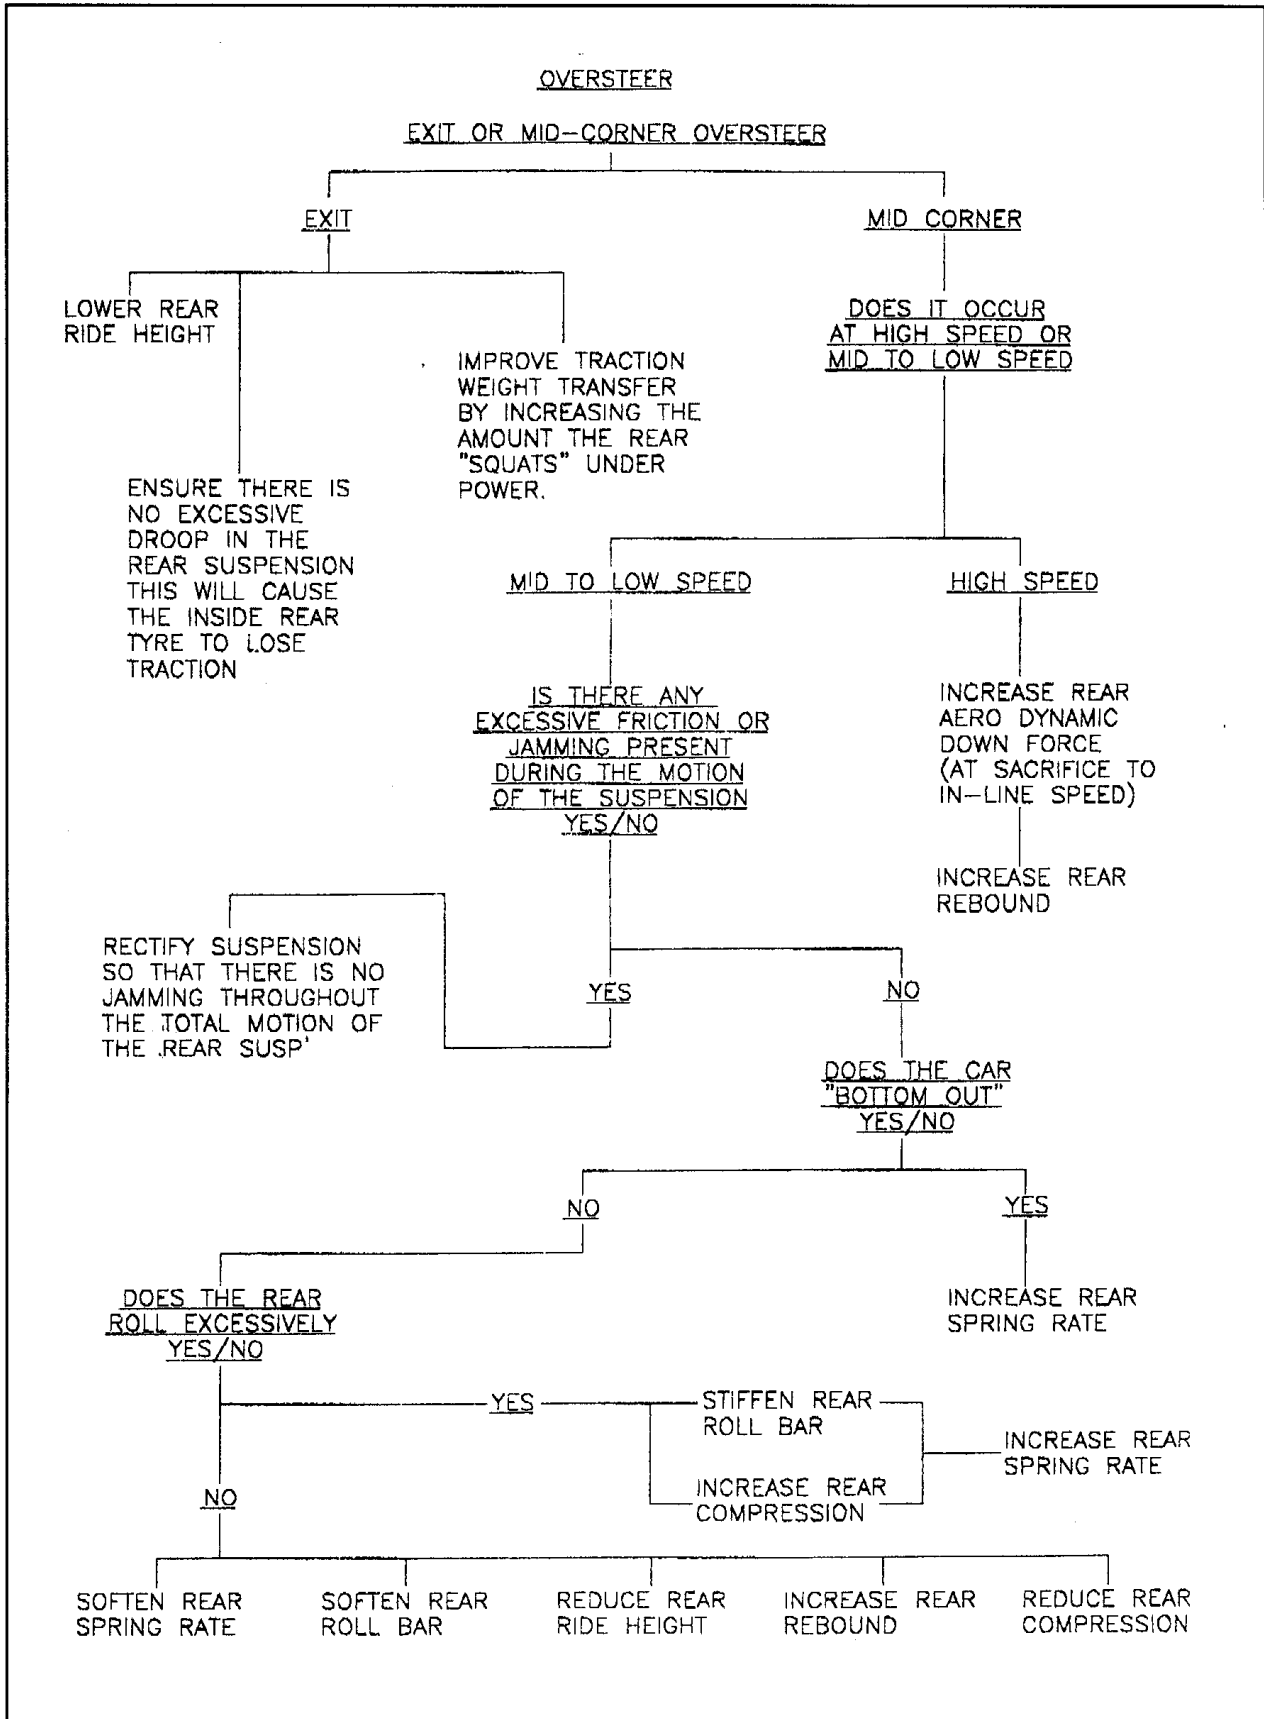 OVERSTEER
EXIT OR MID-CORNER OVERSTEER
EXIT
MID CORNER
LOWER REAR
RIDE HEIGHT
ENSURE THERE IS
NO EXCESSIVE
DROOP IN THE
REAR SUSPENSION
THIS WILL CAUSE
THE INSIDE REAR
TYRE TO LOSE
TRACTION
IMPROVE TRACTION
WEIGHT TRANSFER
BY INCREASING THE
AMOUNT THE REAR
"SQUATS" UNDER
POWER.
DOES IT OCCUR
AT HIGH SPEED OR
MID TO LOW SPEED
MID TO LOW SPEED
HIGH SPEED
IS THERE ANY
EXCESSIVE FRICTION OR
JAMMING PRESENT
DURING THE MOTION
OF THE SUSPENSION
YES/NO
INCREASE REAR
AERO DYNAMIC
DOWN FORCE
(AT SACRIFICE TO
IN-LINE SPEED)
INCREASE REAR
REBOUND
RECTIFY SUSPENSION
SO THAT THERE IS NO
JAMMING THROUGHOUT
THE TOTAL MOTION OF
THE REAR SUSP'
YES
NO
DOES THE CAR
"BOTTOM OUT"
YES/NO
NO
YES
DOES THE REAR
ROLL EXCESSIVELY
YES/NO
INCREASE REAR
SPRING RATE
YES
STIFFEN REAR
ROLL BAR
INCREASE REAR
COMPRESSION
INCREASE REAR
SPRING RATE
NO
SOFTEN REAR
SPRING RATE
SOFTEN REAR
ROLL BAR
REDUCE REAR
RIDE HEIGHT
INCREASE REAR
REBOUND
REDUCE REAR
COMPRESSION